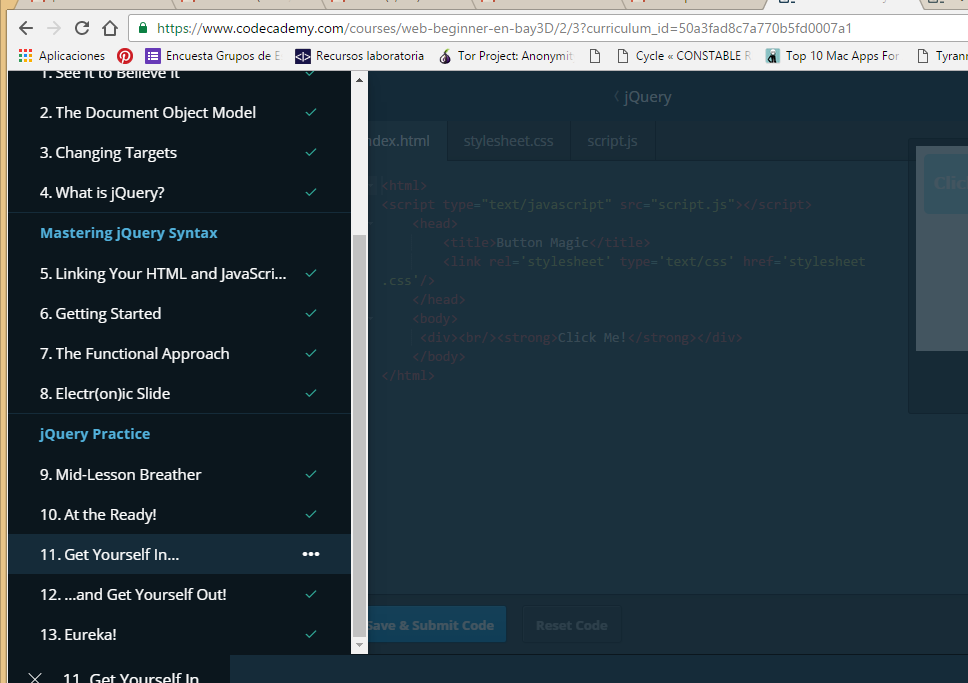 https://www.codecademy.com/courses/web-beginner-en-bay3D/2/3?curriculum_id=50a3fad8c7a770b5fd0007a1
Aplicaciones Encuesta Grupos de Recursos laboratoria Tor Project: Anonymit Cycle « CONSTABLE Top 10 Mac Apps For Tyran
1. See it to Believe it
2. The Document Object Model
3. Changing Targets
4. What is jQuery?
Mastering jQuery Syntax
5. Linking Your HTML and JavaScri...
6. Getting Started
7. The Functional Approach
8. Electr(on)ic Slide
jQuery Practice
9. Mid-Lesson Breather
10. At the Ready!
11. Get Yourself In...
12. ...and Get Yourself Out!
13. Eureka!
11. Get Yourself In
jQuery
ndex.html stylesheet.css script.js
<html>
<script type="text/javascript" src="script.js"></script>
<head>
<title>Button Magic</title>
<link rel='stylesheet' type='text/css' href='stylesheet
.css'/>
</head>
<body>
<div><br/><strong>Click Me!</strong></div>
</body>
</html>
Save & Submit Code Reset Code
Clic